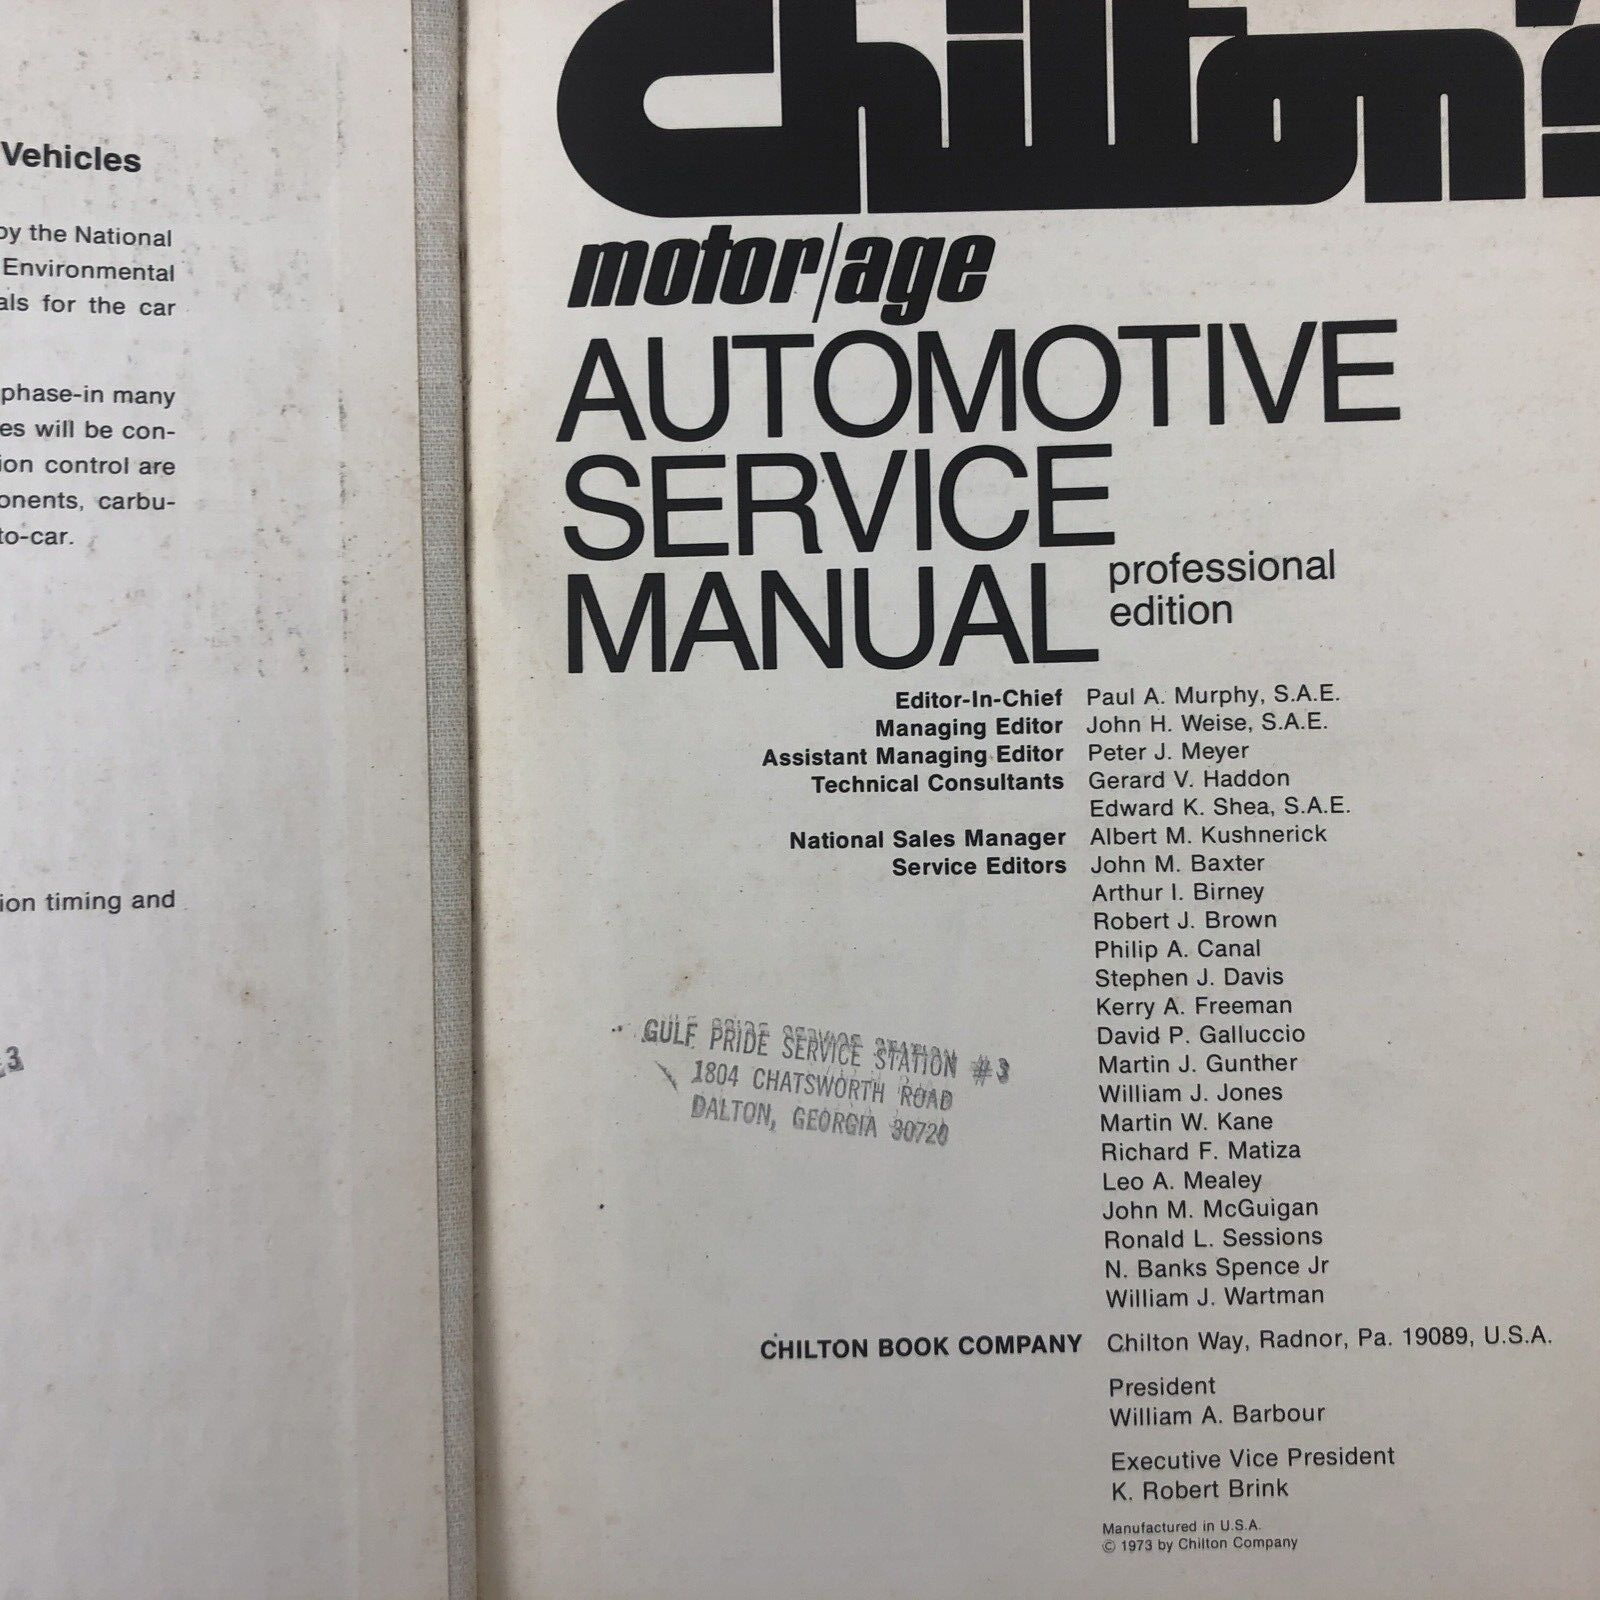 Vehicles
by the National
Environmental
als for the car
phase-in many
es will be con-
ion control are
onents, carbu-
to-car.
ion timing and
3
Chilton's
motor/age
AUTOMOTIVE
SERVICE
MANUAL professional
edition
Editor-In-Chief Paul A. Murphy, S.A.E.
Managing Editor John H. Weise, S.A.E.
Assistant Managing Editor Peter J. Meyer
Technical Consultants Gerard V. Haddon
Edward K. Shea, S.A.E.
National Sales Manager Albert M. Kushnerick
Service Editors John M. Baxter
Arthur I. Birney
Robert J. Brown
Philip A. Canal
Stephen J. Davis
Kerry A. Freeman
David P. Galluccio
Martin J. Gunther
William J. Jones
Martin W. Kane
Richard F. Matiza
Leo A. Mealey
John M. McGuigan
Ronald L. Sessions
N. Banks Spence Jr
William J. Wartman
GULF PRIDE SERVICE STATION #3
1804 CHATSWORTH ROAD
DALTON, GEORGIA 30720
CHILTON BOOK COMPANY Chilton Way, Radnor, Pa. 19089, U.S.A.
President
William A. Barbour
Executive Vice President
K. Robert Brink
Manufactured in U.S.A.
© 1973 by Chilton Company